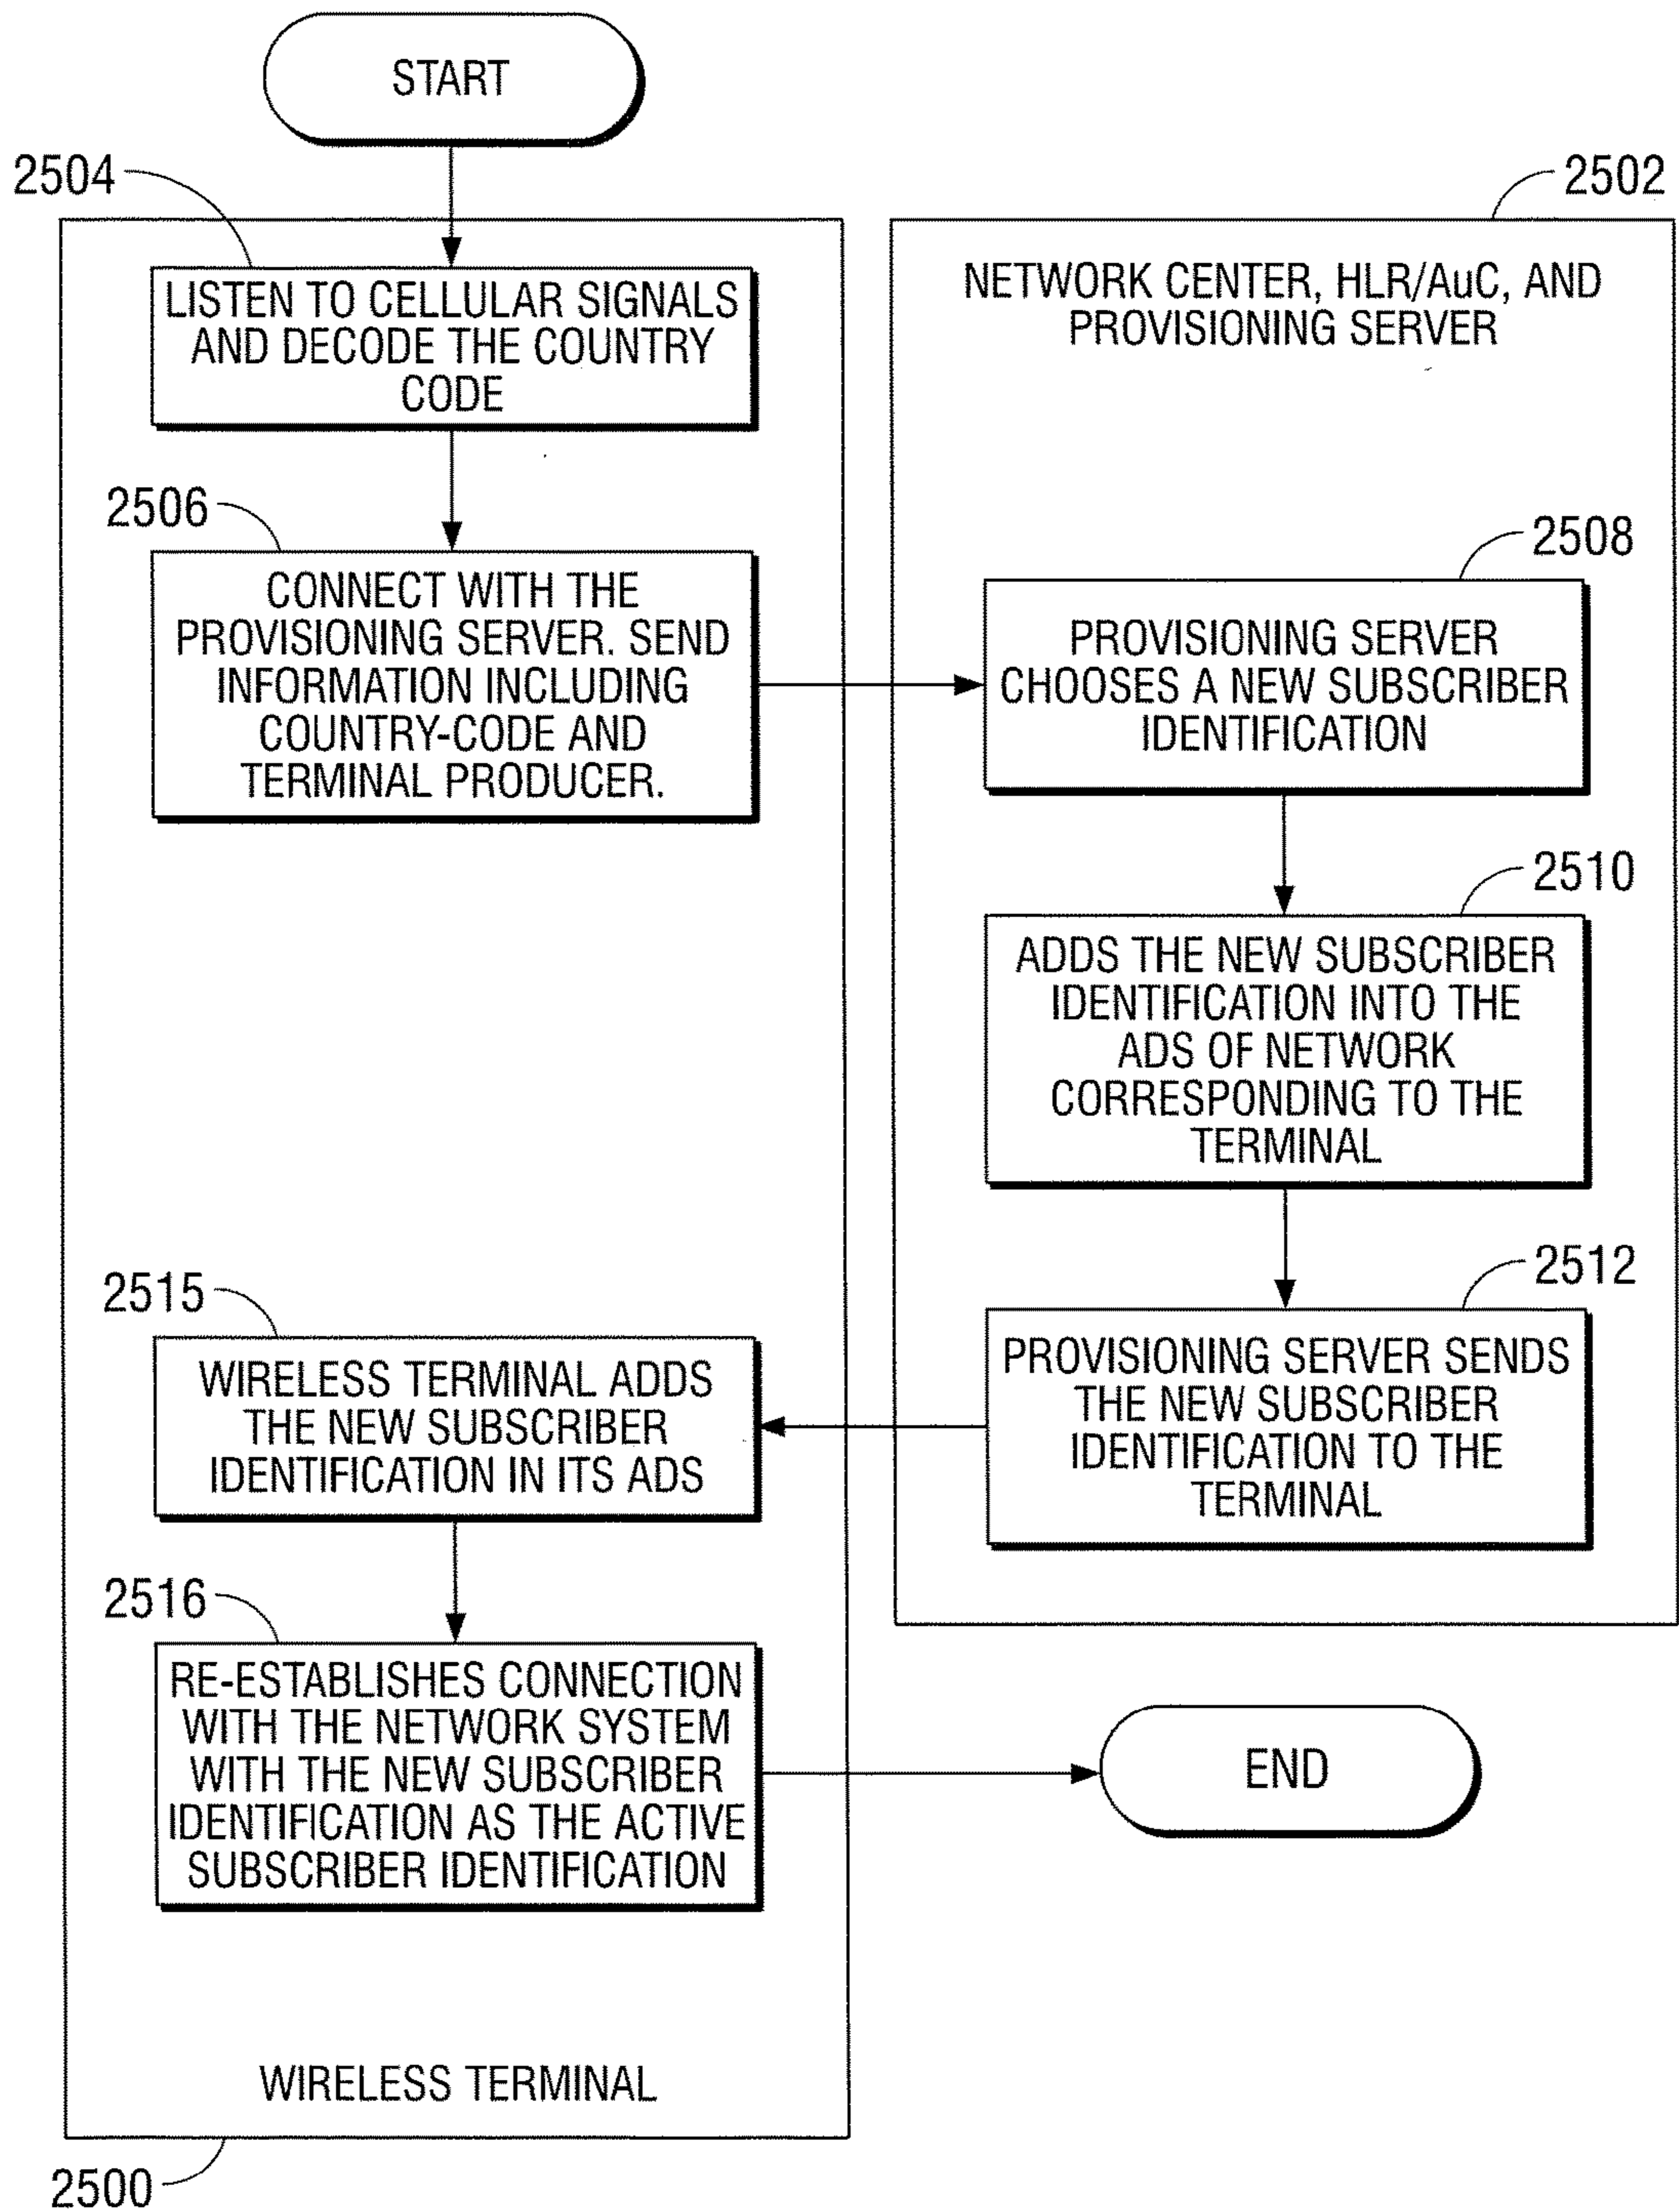 START
2504
2502
LISTEN TO CELLULAR SIGNALS
AND DECODE THE COUNTRY
CODE
NETWORK CENTER, HLR/AuC, AND
PROVISIONING SERVER
2506
CONNECT WITH THE
PROVISIONING SERVER. SEND
INFORMATION INCLUDING
COUNTRY-CODE AND
TERMINAL PRODUCER.
2508
PROVISIONING SERVER
CHOOSES A NEW SUBSCRIBER
IDENTIFICATION
2510
ADDS THE NEW SUBSCRIBER
IDENTIFICATION INTO THE
ADS OF NETWORK
CORRESPONDING TO THE
TERMINAL
2512
PROVISIONING SERVER SENDS
THE NEW SUBSCRIBER
IDENTIFICATION TO THE
TERMINAL
2515
WIRELESS TERMINAL ADDS
THE NEW SUBSCRIBER
IDENTIFICATION IN ITS ADS
2516
RE-ESTABLISHES CONNECTION
WITH THE NETWORK SYSTEM
WITH THE NEW SUBSCRIBER
IDENTIFICATION AS THE ACTIVE
SUBSCRIBER IDENTIFICATION
END
WIRELESS TERMINAL
2500